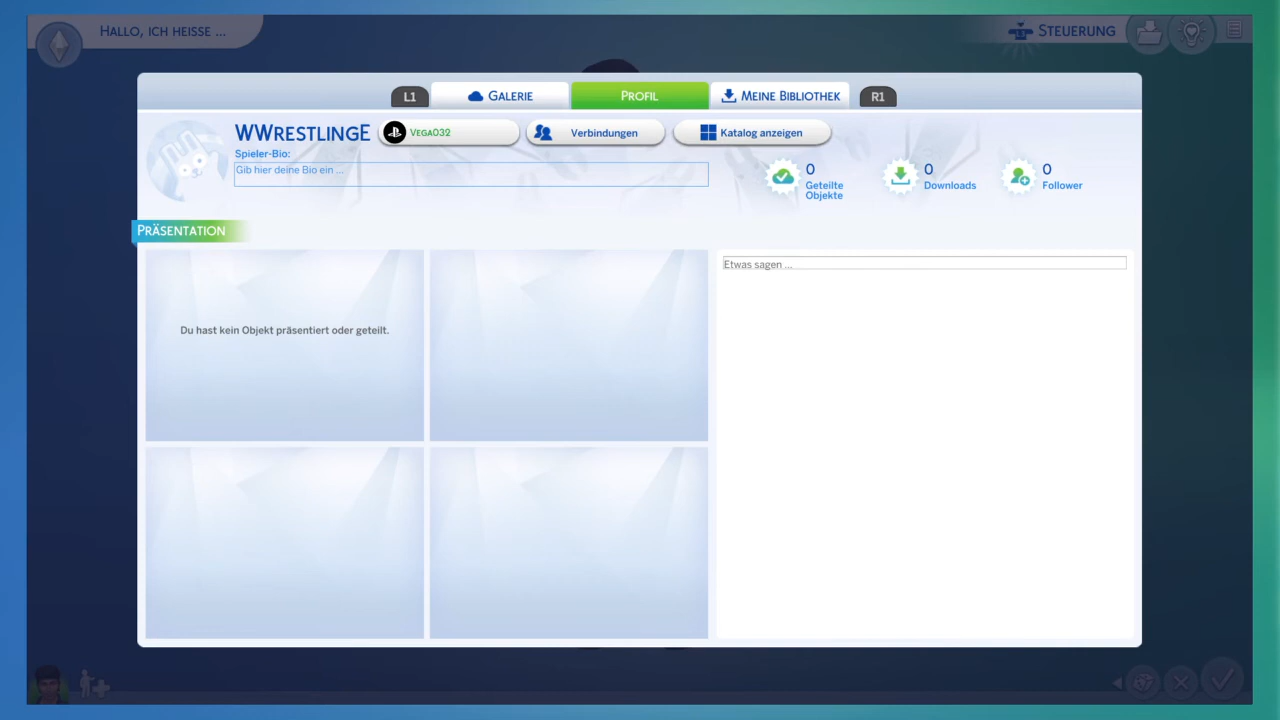 HALLO, ICH HEISSE ...
STEUERUNG
L1
GALERIE
PROFIL
MEINE BIBLIOTHEK
R1
WWRESTLINGE
VEGA032
Verbindungen
Katalog anzeigen
Spieler-Bio:
Gib hier deine Bio ein ...
0
Geteilte
Objekte
0
Downloads
0
Follower
PRÄSENTATION
Du hast kein Objekt präsentiert oder geteilt.
Etwas sagen ...